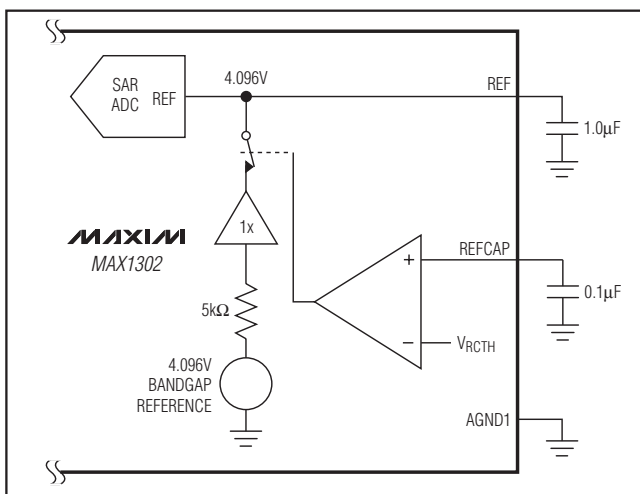 SAR
ADC
REF
4.096V
REF
1.0µF
MAXIM
MAX1302
1x
+
REFCAP
0.1µF
5kΩ
−
VRCTH
4.096V
BANDGAP
REFERENCE
AGND1